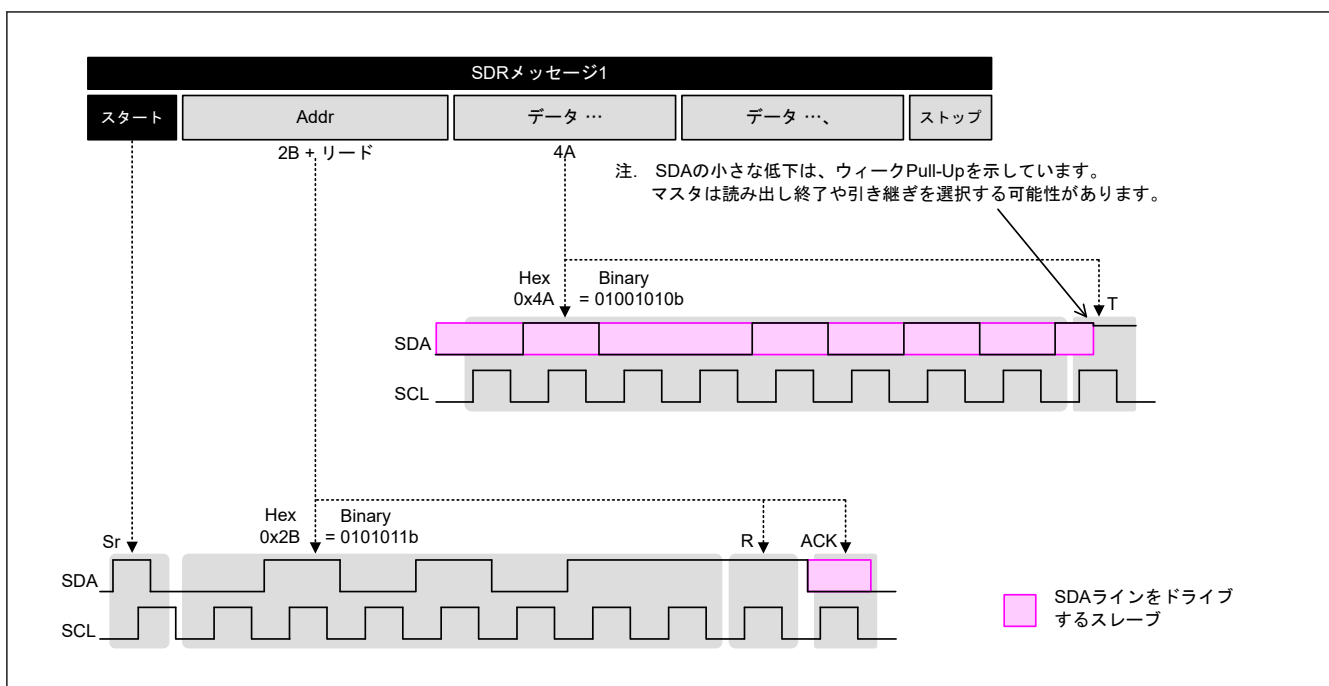 SDRメッセージ1
スタート
Addr
データ …
データ …、
ストップ
2B + リード
4A
注. SDAの小さな低下は、ウィークPull-Upを示しています。
マスタは読み出し終了や引き継ぎを選択する可能性があります。
Hex
0x4A
Binary
= 01001010b
T
SDA
SCL
Hex
0x2B
Binary
= 0101011b
Sr
R
ACK
SDA
SCL
SDAラインをドライブ
するスレーブ